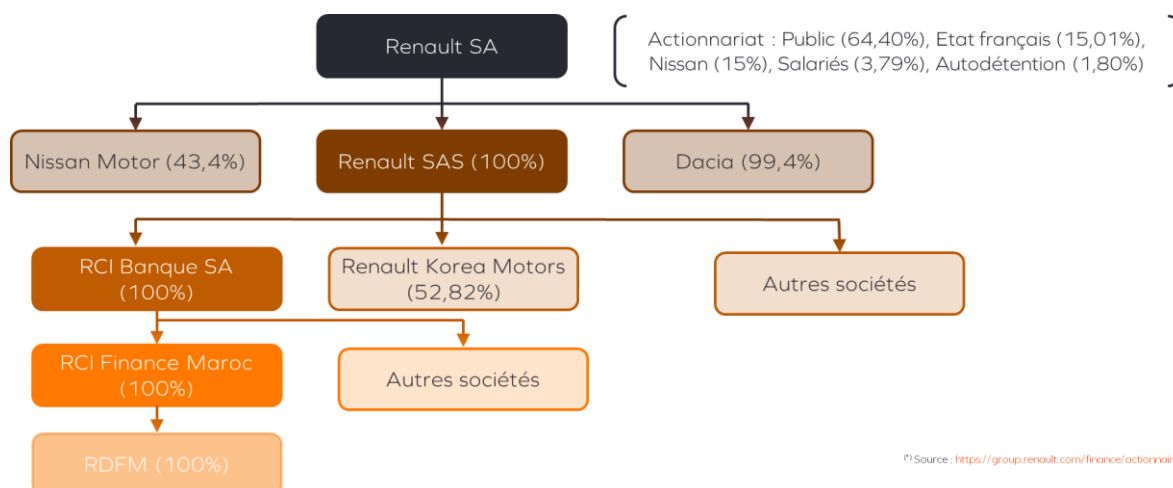 Renault SA
Actionnariat : Public (64,40%), Etat français (15,01%),
Nissan (15%), Salariés (3,79%), Autodétention (1,80%)
Nissan Motor (43,4%)
Renault SAS (100%)
Dacia (99,4%)
RCI Banque SA
(100%)
Renault Korea Motors
(52,82%)
Autres sociétés
RCI Finance Maroc
(100%)
Autres sociétés
RDFM (100%)
(*) Source : https://group.renault.com/finance/actionnair